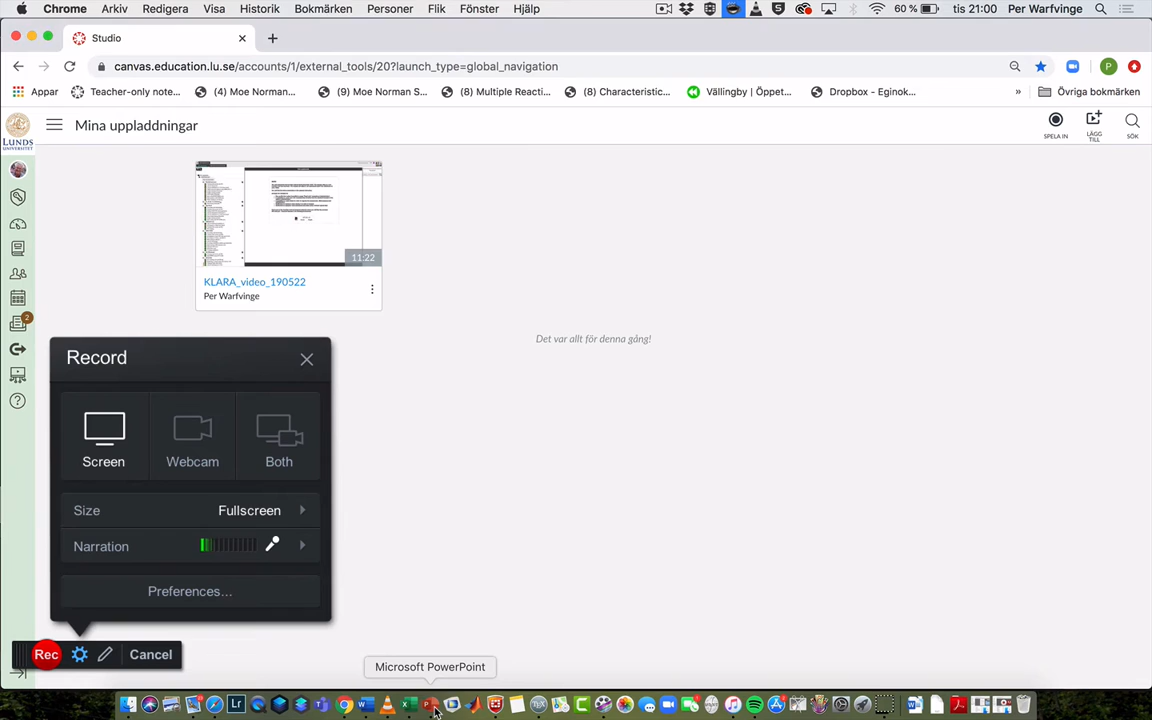 Chrome Arkiv Redigera Visa Historik Bokmärken Personer Flik Fönster Hjälp 60 % tis 21:00 Per Warfvinge
Studio
canvas.education.lu.se/accounts/1/external_tools/20?launch_type=global_navigation P
Appar Teacher-only note... (4) Moe Norman... (9) Moe Norman S... (8) Multiple Reacti... (8) Characteristic... Vällingby | Öppet... Dropbox - Eginok... » Övriga bokmärken
LUNDS
UNIVERSITET
Mina uppladdningar
SPELA IN
LÄGG
TILL
SÖK
11:22
KLARA_video_190522
Per Warfvinge
2
Det var allt för denna gång!
Record
Screen Webcam Both
Size Fullscreen
Narration
Preferences...
Rec Cancel
Microsoft PowerPoint
Lr